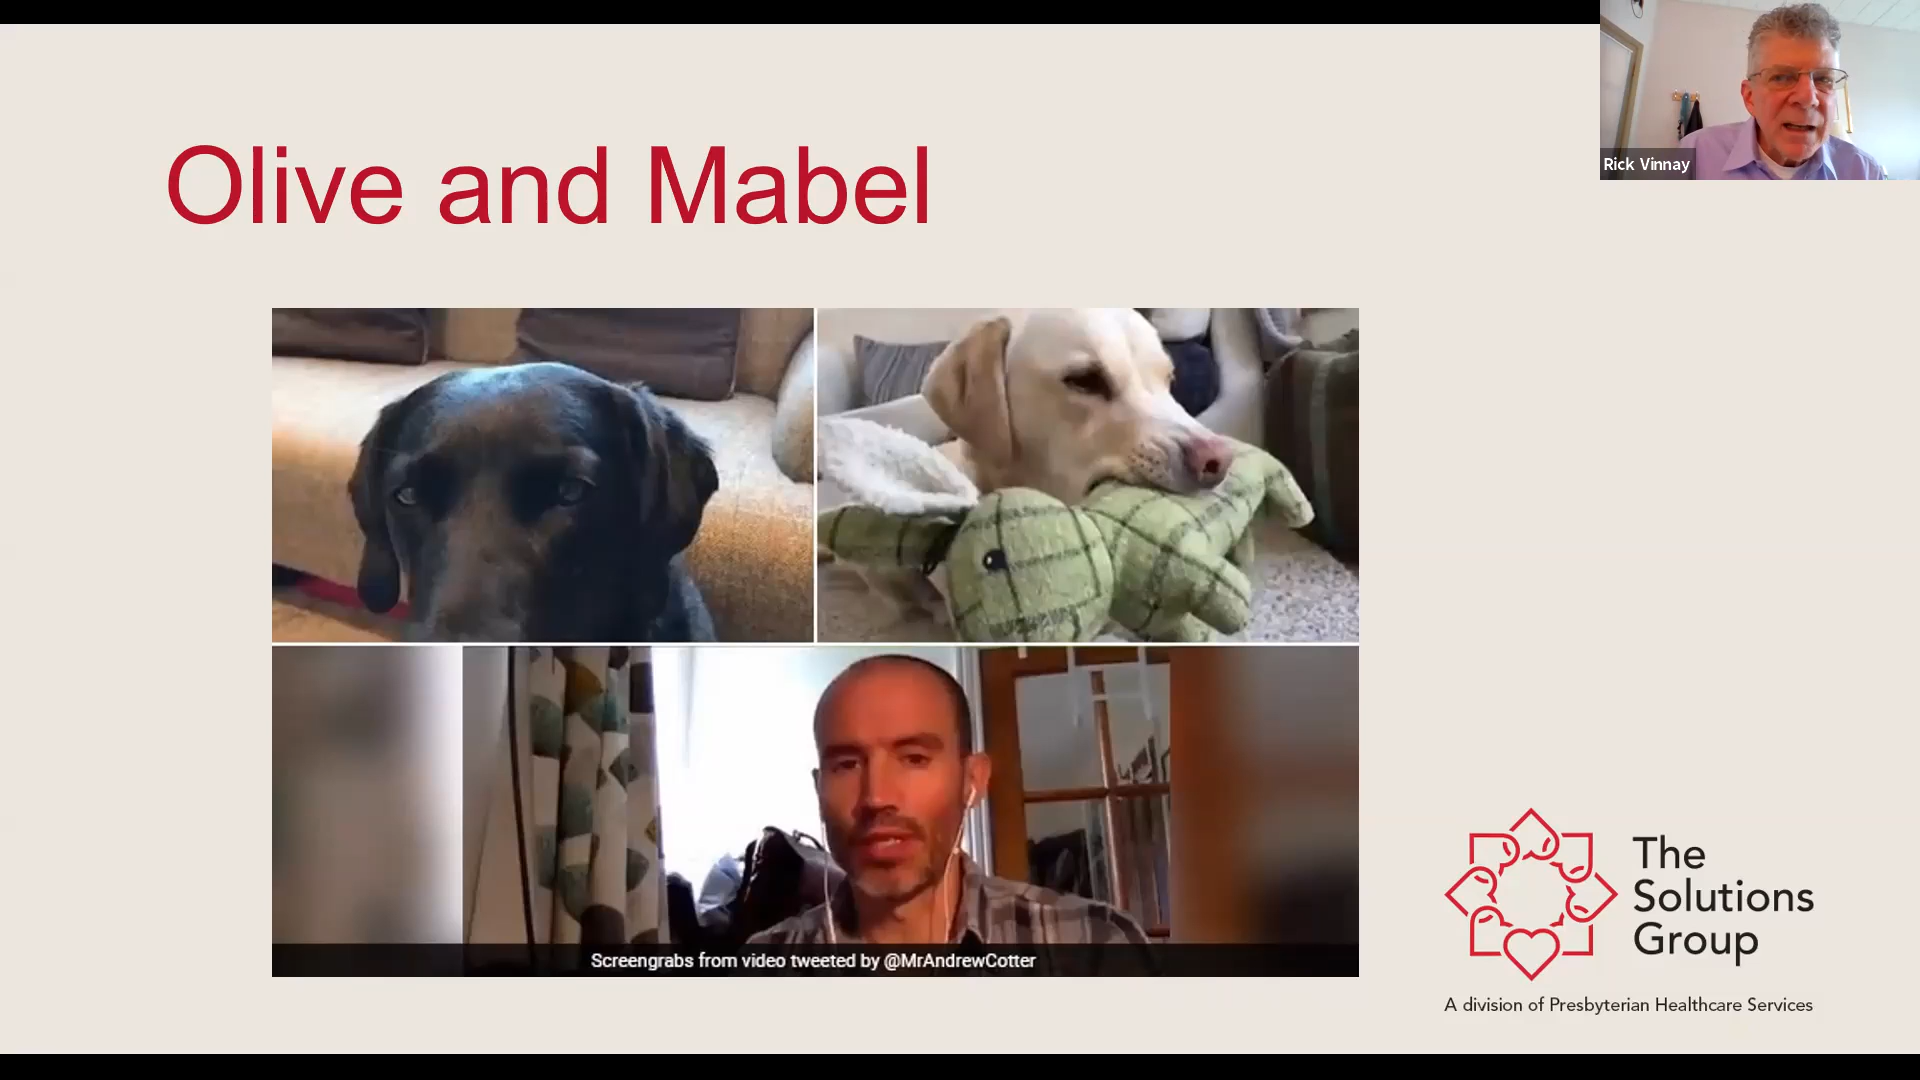 Olive and Mabel
Rick Vinnay
Screengrabs from video tweeted by @MrAndrewCotter
The
Solutions
Group
A division of Presbyterian Healthcare Services